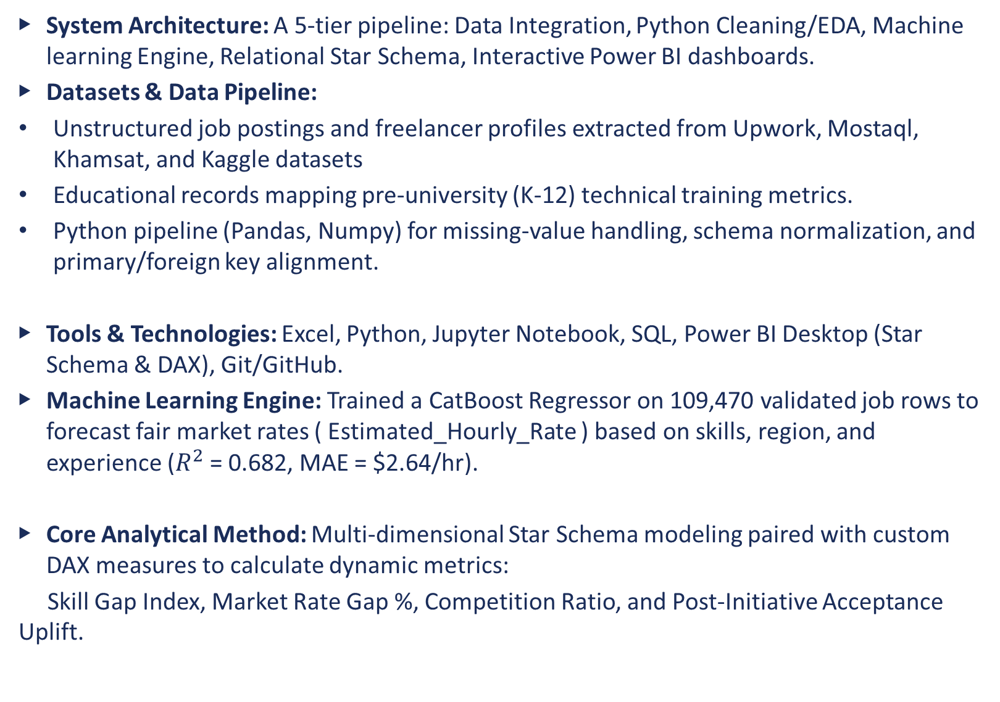 ▶ System Architecture: A 5-tier pipeline: Data Integration, Python Cleaning/EDA, Machine
learning Engine, Relational Star Schema, Interactive Power BI dashboards.
▶ Datasets & Data Pipeline:
• Unstructured job postings and freelancer profiles extracted from Upwork, Mostaql,
Khamsat, and Kaggle datasets
• Educational records mapping pre-university (K-12) technical training metrics.
• Python pipeline (Pandas, Numpy) for missing-value handling, schema normalization, and
primary/foreign key alignment.
▶ Tools & Technologies: Excel, Python, Jupyter Notebook, SQL, Power BI Desktop (Star
Schema & DAX), Git/GitHub.
▶ Machine Learning Engine: Trained a CatBoost Regressor on 109,470 validated job rows to
forecast fair market rates ( Estimated_Hourly_Rate ) based on skills, region, and
experience (R² = 0.682, MAE = $2.64/hr).
▶ Core Analytical Method: Multi-dimensional Star Schema modeling paired with custom
DAX measures to calculate dynamic metrics:
Skill Gap Index, Market Rate Gap %, Competition Ratio, and Post-Initiative Acceptance
Uplift.